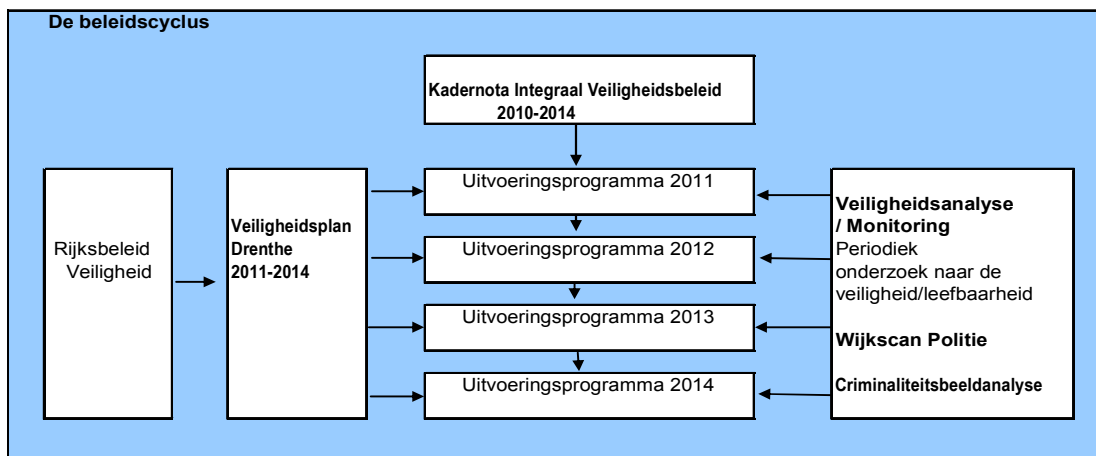 De beleidscyclus
Kadernota Integraal Veiligheidsbeleid
2010-2014
Rijksbeleid
Veiligheid
Veiligheidsplan
Drenthe
2011-2014
Uitvoeringsprogramma 2011
Uitvoeringsprogramma 2012
Uitvoeringsprogramma 2013
Uitvoeringsprogramma 2014
Veiligheidsanalyse
/ Monitoring
Periodiek
onderzoek naar de
veiligheid/leefbaarheid
Wijkscan Politie
Criminaliteitsbeeldanalyse